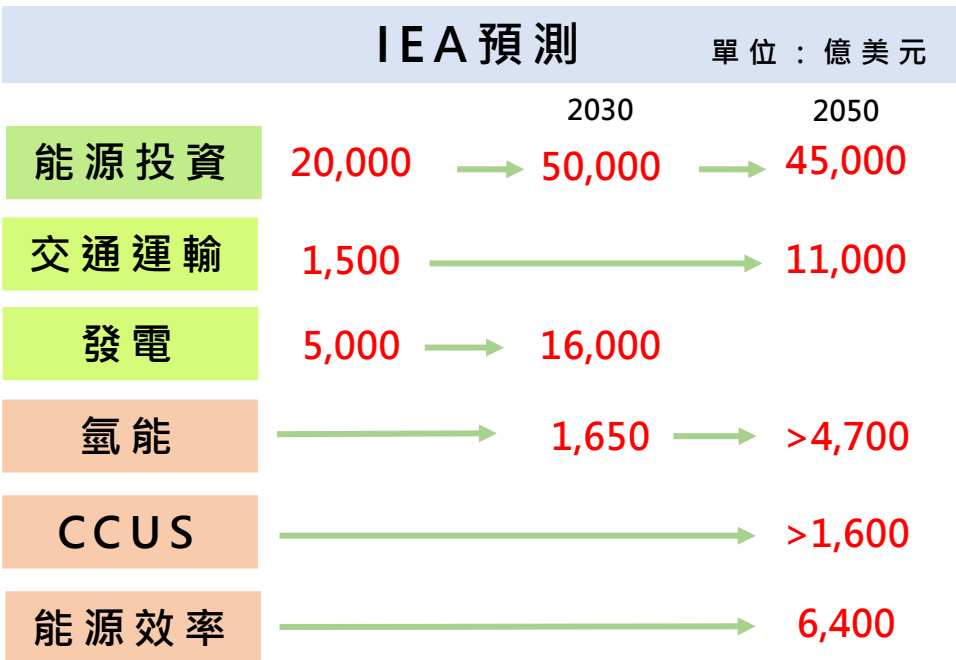 IEA預測 單位：億美元
2030 2050
能源投資 20,000 50,000 45,000
交通運輸 1,500 11,000
發電 5,000 16,000
氫能 1,650 >4,700
CCUS >1,600
能源效率 6,400